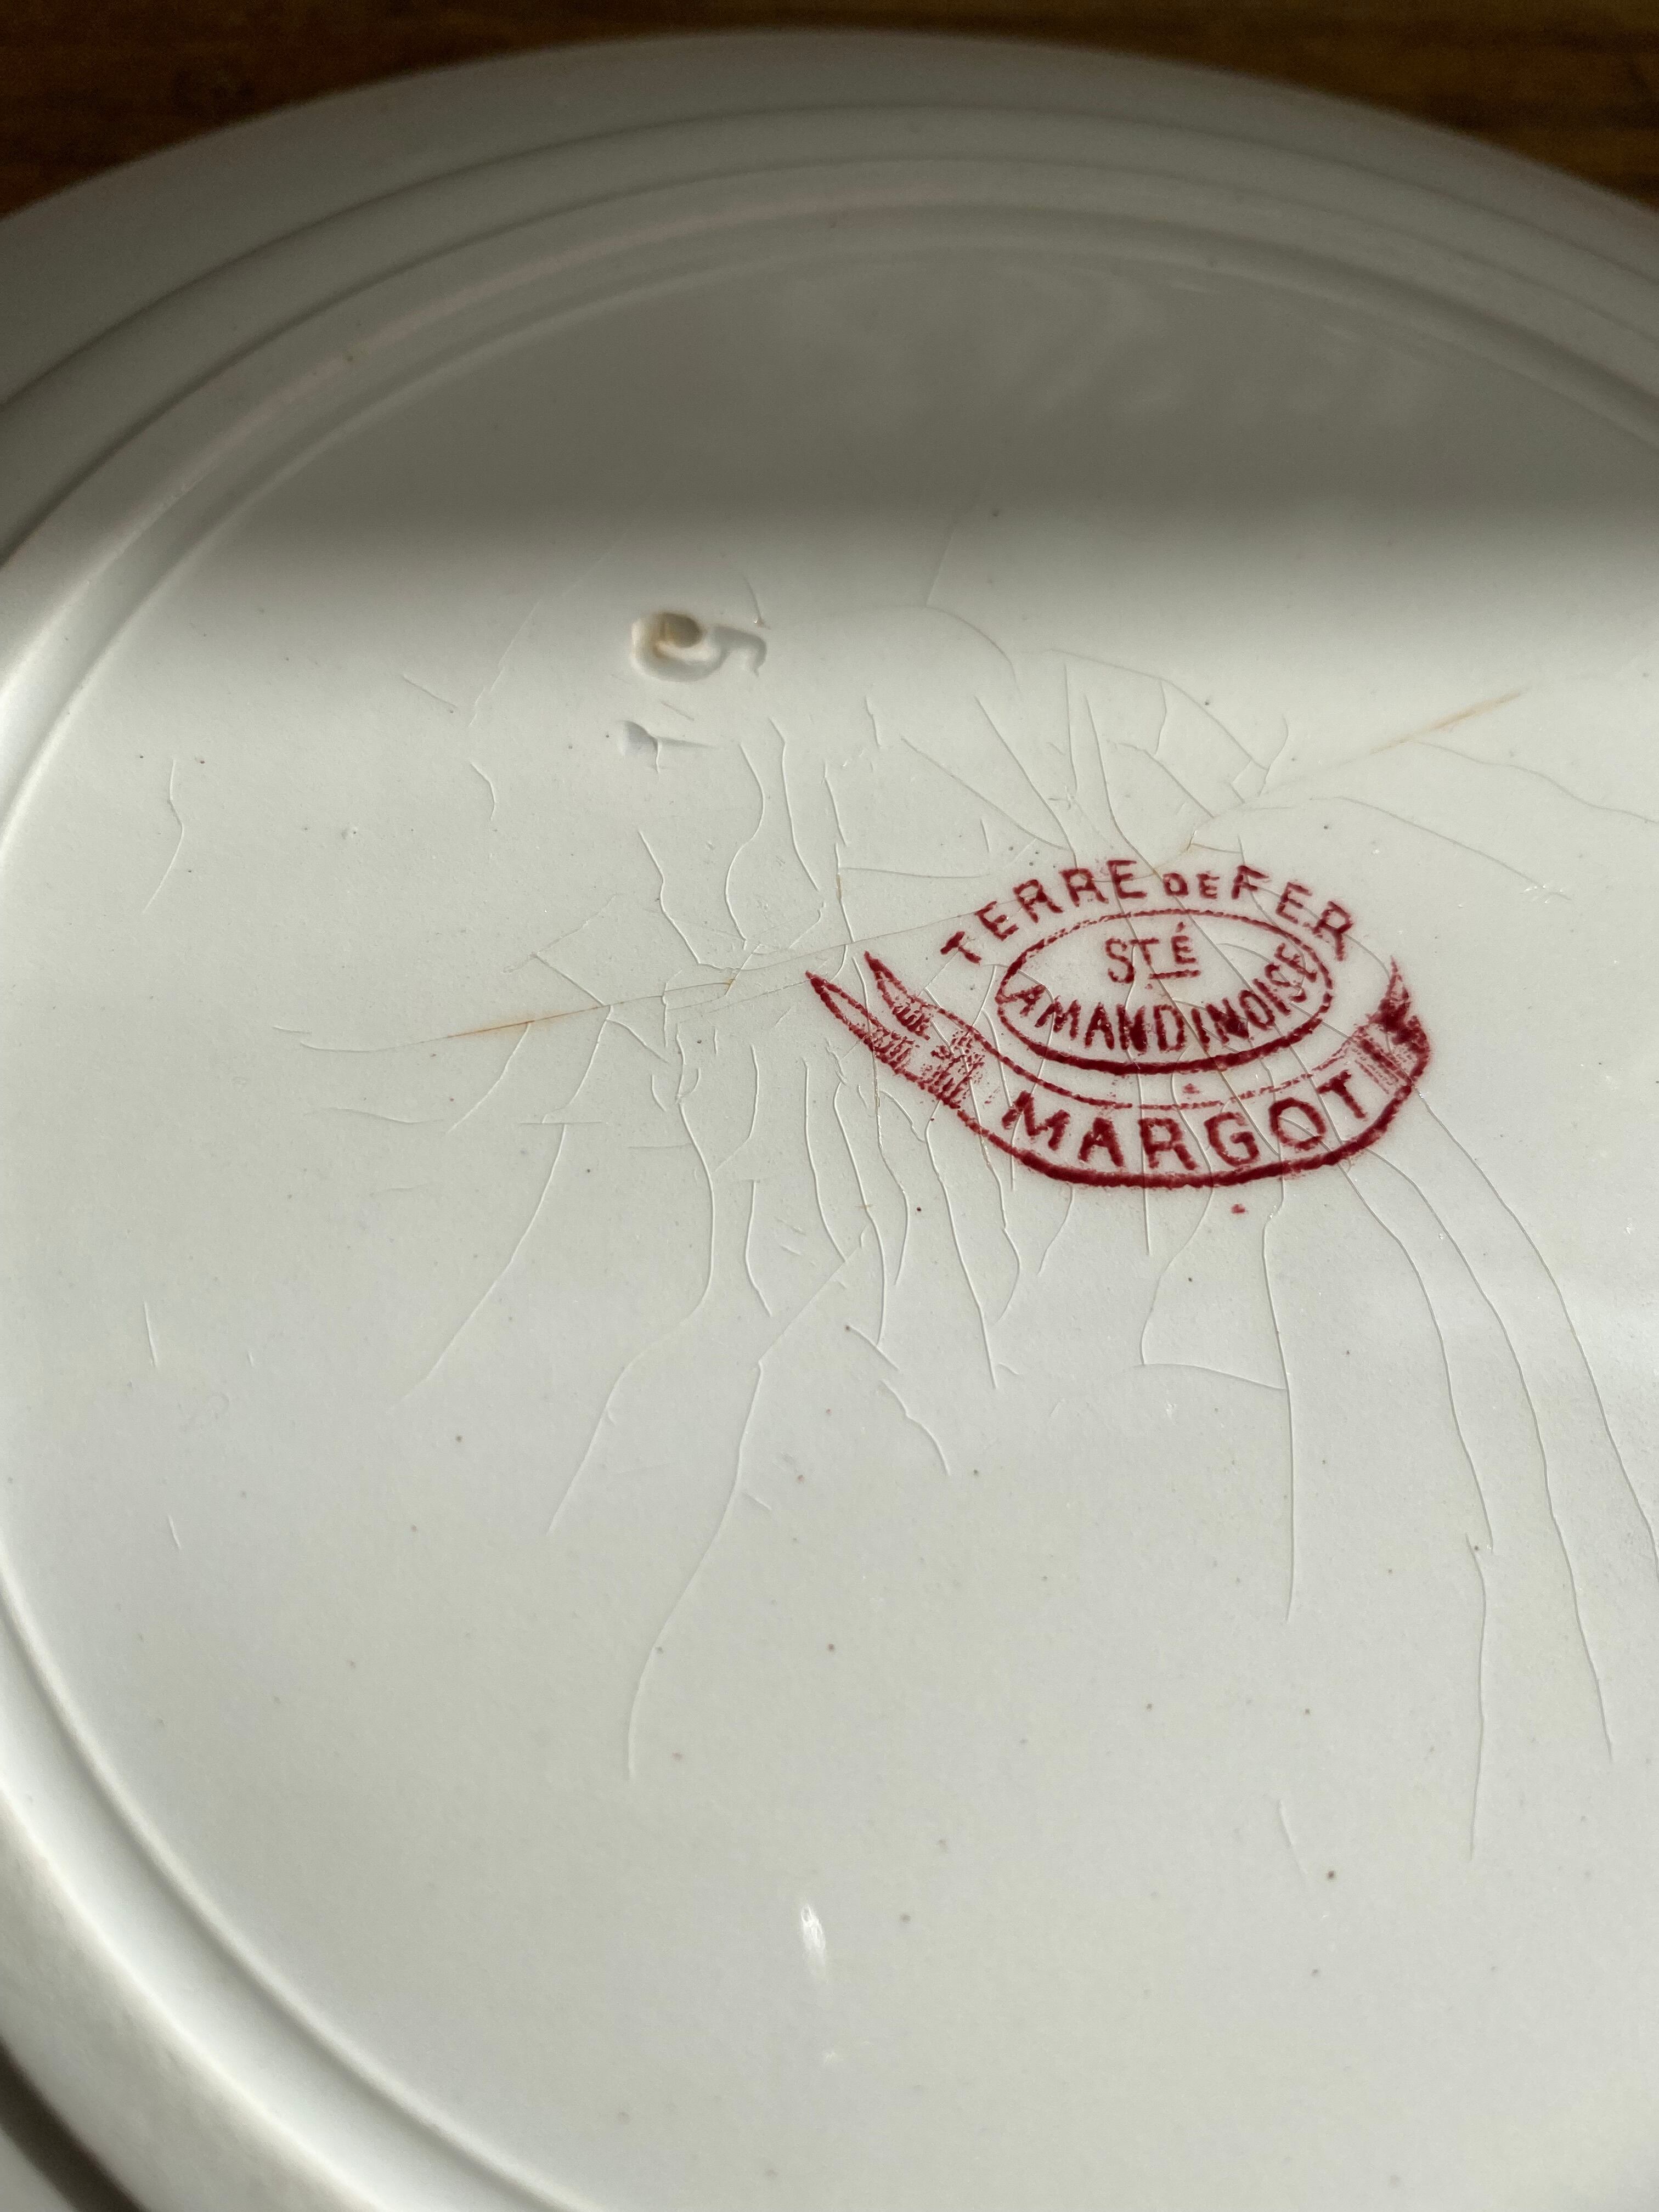 TERRE DE FER
STÉ
AMANDINOISE
MARGOT